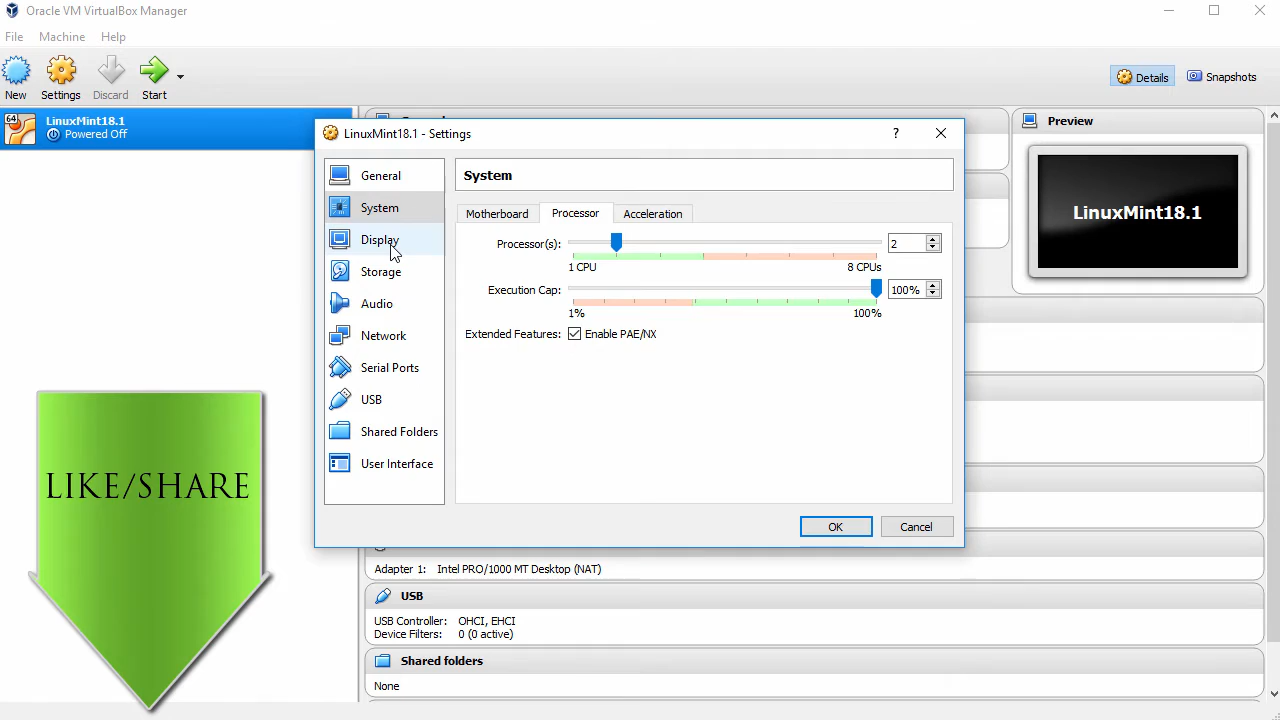 Oracle VM VirtualBox Manager
File Machine Help
New Settings Discard Start
Details Snapshots
64
LinuxMint18.1
Powered Off
Preview
LinuxMint18.1
LinuxMint18.1 - Settings
?
General
System
Display
Storage
Audio
Network
Serial Ports
USB
Shared Folders
User Interface
System
Motherboard Processor Acceleration
Processor(s): 2
1 CPU 8 CPUs
Execution Cap: 100%
1% 100%
Extended Features: Enable PAE/NX
OK Cancel
LIKE/SHARE
Adapter 1: Intel PRO/1000 MT Desktop (NAT)
USB
USB Controller: OHCI, EHCI
Device Filters: 0 (0 active)
Shared folders
None